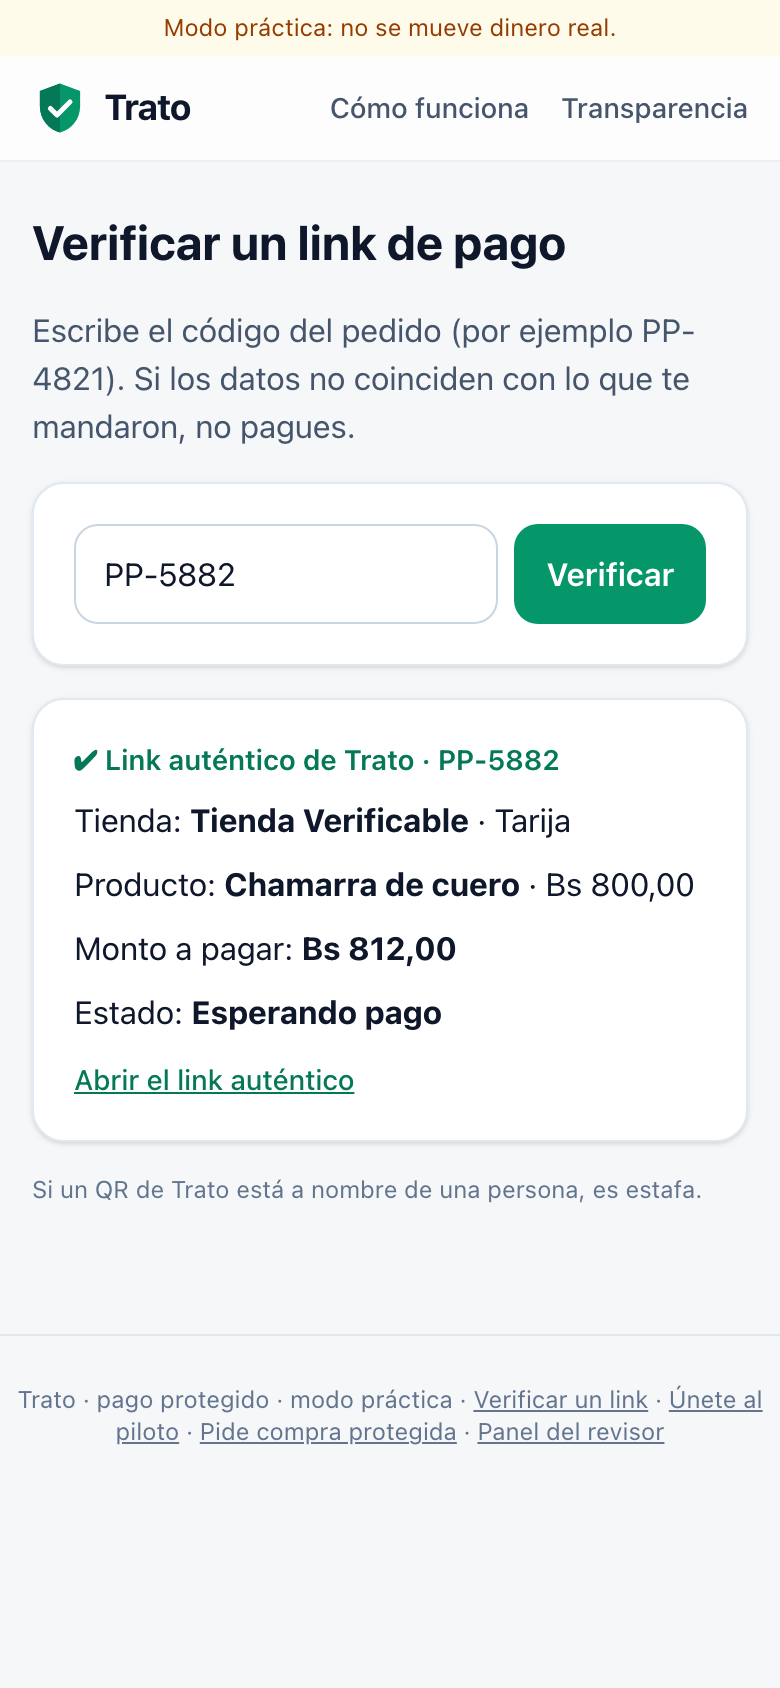 Modo práctica: no se mueve dinero real.
Trato
Cómo funciona
Transparencia
Verificar un link de pago
Escribe el código del pedido (por ejemplo PP-
4821). Si los datos no coinciden con lo que te
mandaron, no pagues.
PP-5882
Verificar
✔ Link auténtico de Trato · PP-5882
Tienda: Tienda Verificable · Tarija
Producto: Chamarra de cuero · Bs 800,00
Monto a pagar: Bs 812,00
Estado: Esperando pago
Abrir el link auténtico
Si un QR de Trato está a nombre de una persona, es estafa.
Trato · pago protegido · modo práctica · Verificar un link · Únete al
piloto · Pide compra protegida · Panel del revisor